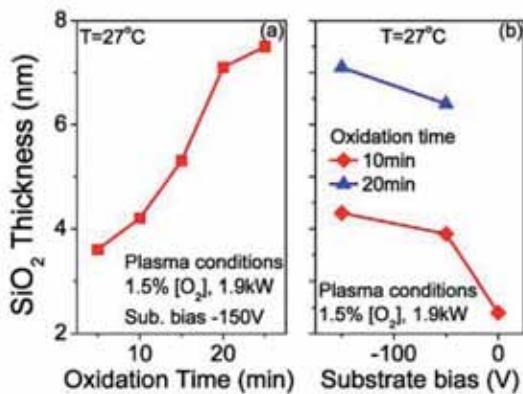 T=27°C (a)
8
6
4
2
SiO₂ Thickness (nm)
Plasma conditions
1.5% [O₂], 1.9kW
Sub. bias -150V
10 20
Oxidation Time (min)
T=27°C (b)
Oxidation time
10min
20min
Plasma conditions
1.5% [O₂], 1.9kW
-100 0
Substrate bias (V)